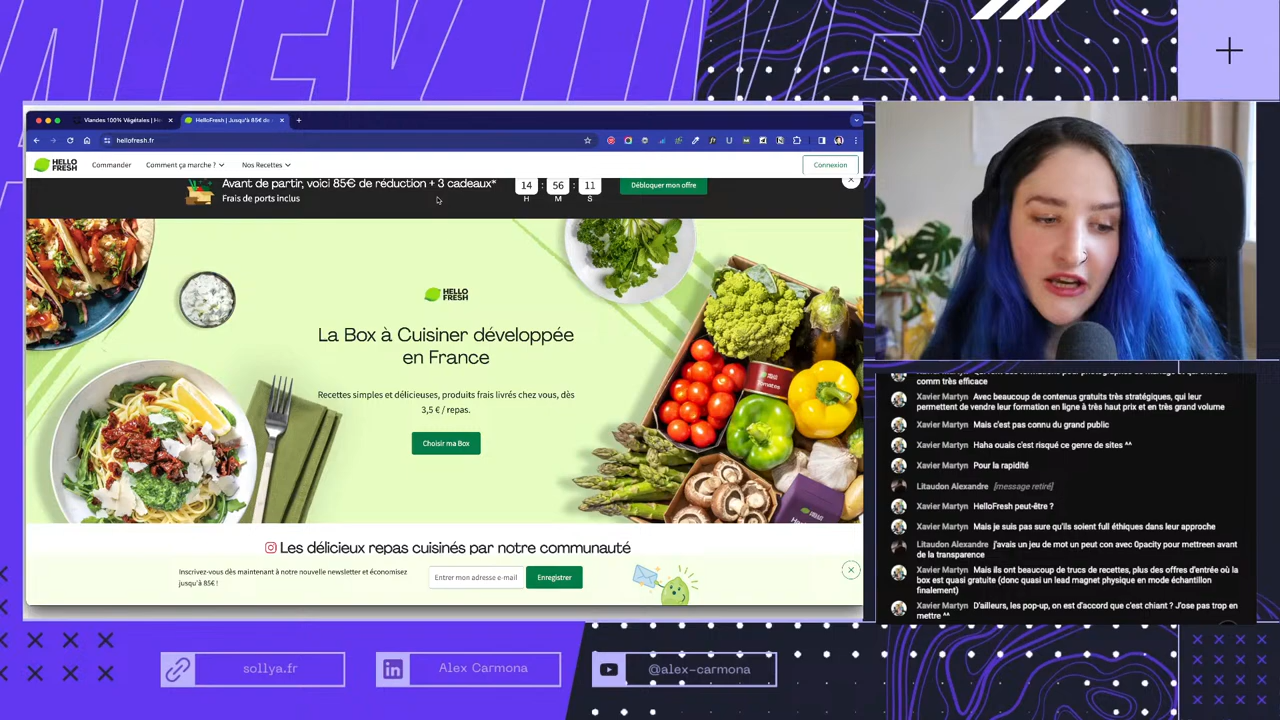 Viandes 100% Végétales | He
HelloFresh | Jusqu'à 85€ de
hellofresh.fr
HELLO
FRESH
Commander
Comment ça marche ?
Nos Recettes
Connexion
Avant de partir, voici 85€ de réduction + 3 cadeaux*
Frais de ports inclus
14 : 56 : 11
H M S
Débloquer mon offre
HELLO
FRESH
La Box à Cuisiner développée
en France
Recettes simples et délicieuses, produits frais livrés chez vous, dès
3,5 € / repas.
Choisir ma Box
Les délicieux repas cuisinés par notre communauté
Inscrivez-vous dès maintenant à notre nouvelle newsletter et économisez
jusqu'à 85€ !
Entrer mon adresse e-mail
Enregistrer
comm très efficace
Xavier Martyn Avec beaucoup de contenus gratuits très stratégiques, qui leur
permettent de vendre leur formation en ligne à très haut prix et en très grand volume
Xavier Martyn Mais c'est pas connu du grand public
Xavier Martyn Haha ouais c'est risqué ce genre de sites ^^
Xavier Martyn Pour la rapidité
Litaudon Alexandre [message retiré]
Xavier Martyn HelloFresh peut-être ?
Xavier Martyn Mais je suis pas sure qu'ils soient full éthiques dans leur approche
Litaudon Alexandre j'avais un jeu de mot un peut con avec 0pacity pour mettreen avant
de la transparence
Xavier Martyn Mais ils ont beaucoup de trucs de recettes, plus des offres d'entrée où la
box est quasi gratuite (donc quasi un lead magnet physique en mode échantillon
finalement)
Xavier Martyn D'ailleurs, les pop-up, on est d'accord que c'est chiant ? J'ose pas trop en
mettre ^^
sollya.fr
Alex Carmona
@alex-carmona